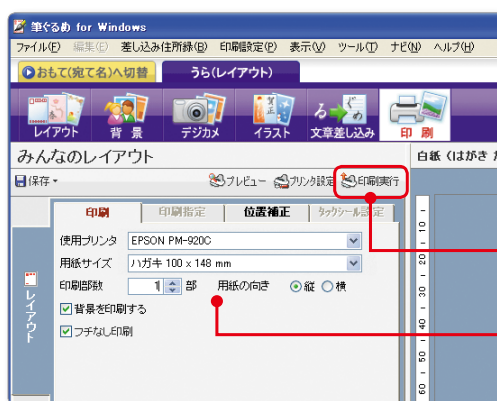 筆ぐるめ for Windows
ファイル(F) 編集(E) 差し込み住所録(B) 印刷設定(P) 表示(V) ツール(T) ナビ(N) ヘルプ(H)
おもて(宛て名)へ切替 うら(レイアウト)
レイアウト 背景 デジカメ イラスト 文章差し込み 印刷
みんなのレイアウト 白紙 (はがき
保存 プレビュー プリンタ設定 印刷実行
印刷 印刷指定 位置補正 タックシール設定
使用プリンタ EPSON PM-920C
用紙サイズ ハガキ 100 x 148 mm
印刷部数 1 部 用紙の向き 縦 横
背景を印刷する
フチなし印刷
レイアウト
10
20
30
40
50
60